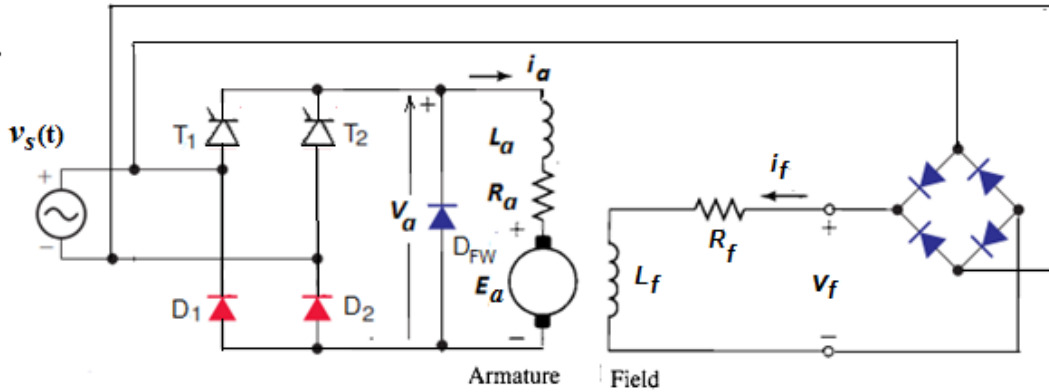 i_a
v_s(t)
+
−
T_1
T_2
+
V_a
D_FW
L_a
R_a
+
E_a
−
D_1
D_2
i_f
R_f
+
L_f
v_f
−
Armature
Field